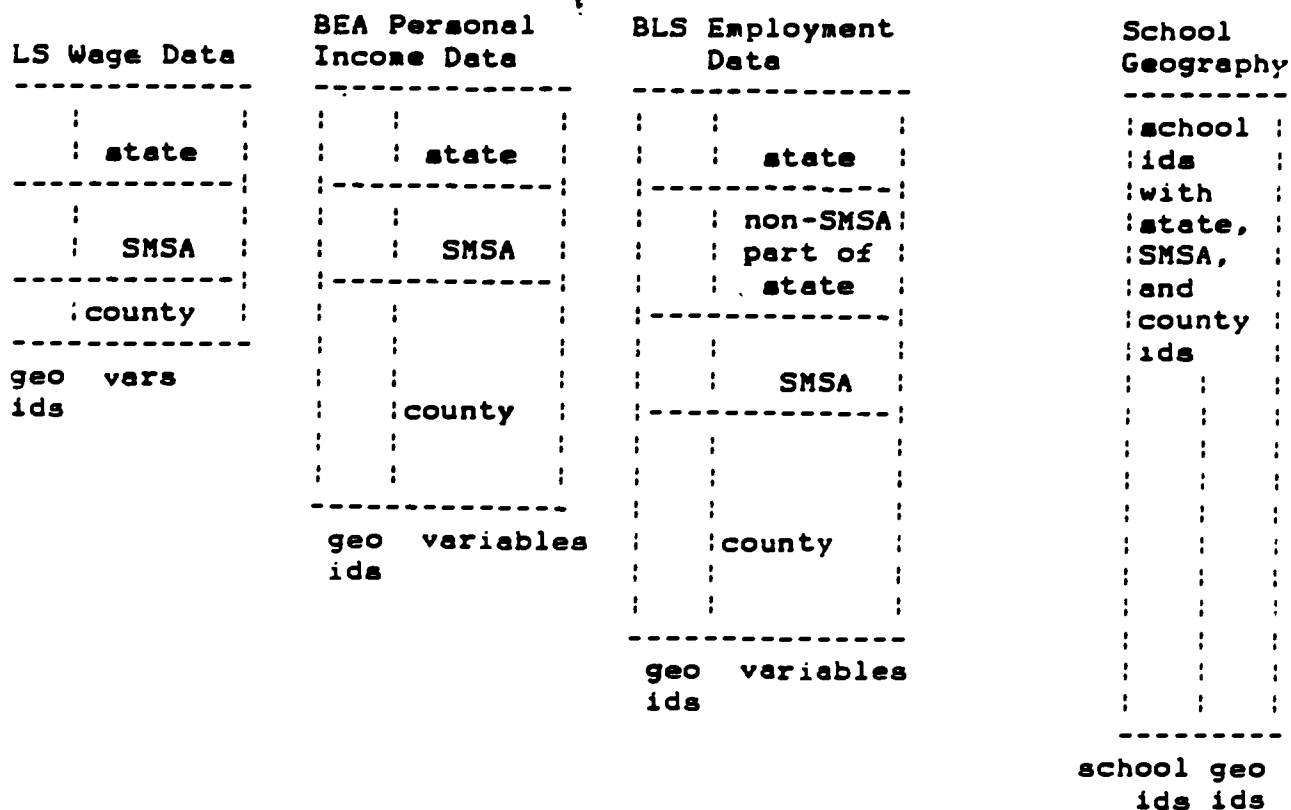 LS Wage Data
state
SMSA
county
geo vars
ids
BEA Personal
Income Data
state
SMSA
county
geo variables
ids
BLS Employment
Data
state
non-SMSA
part of
state
SMSA
county
geo variables
ids
School
Geography
school
ids
with
state,
SMSA,
and
county
ids
school geo
ids ids